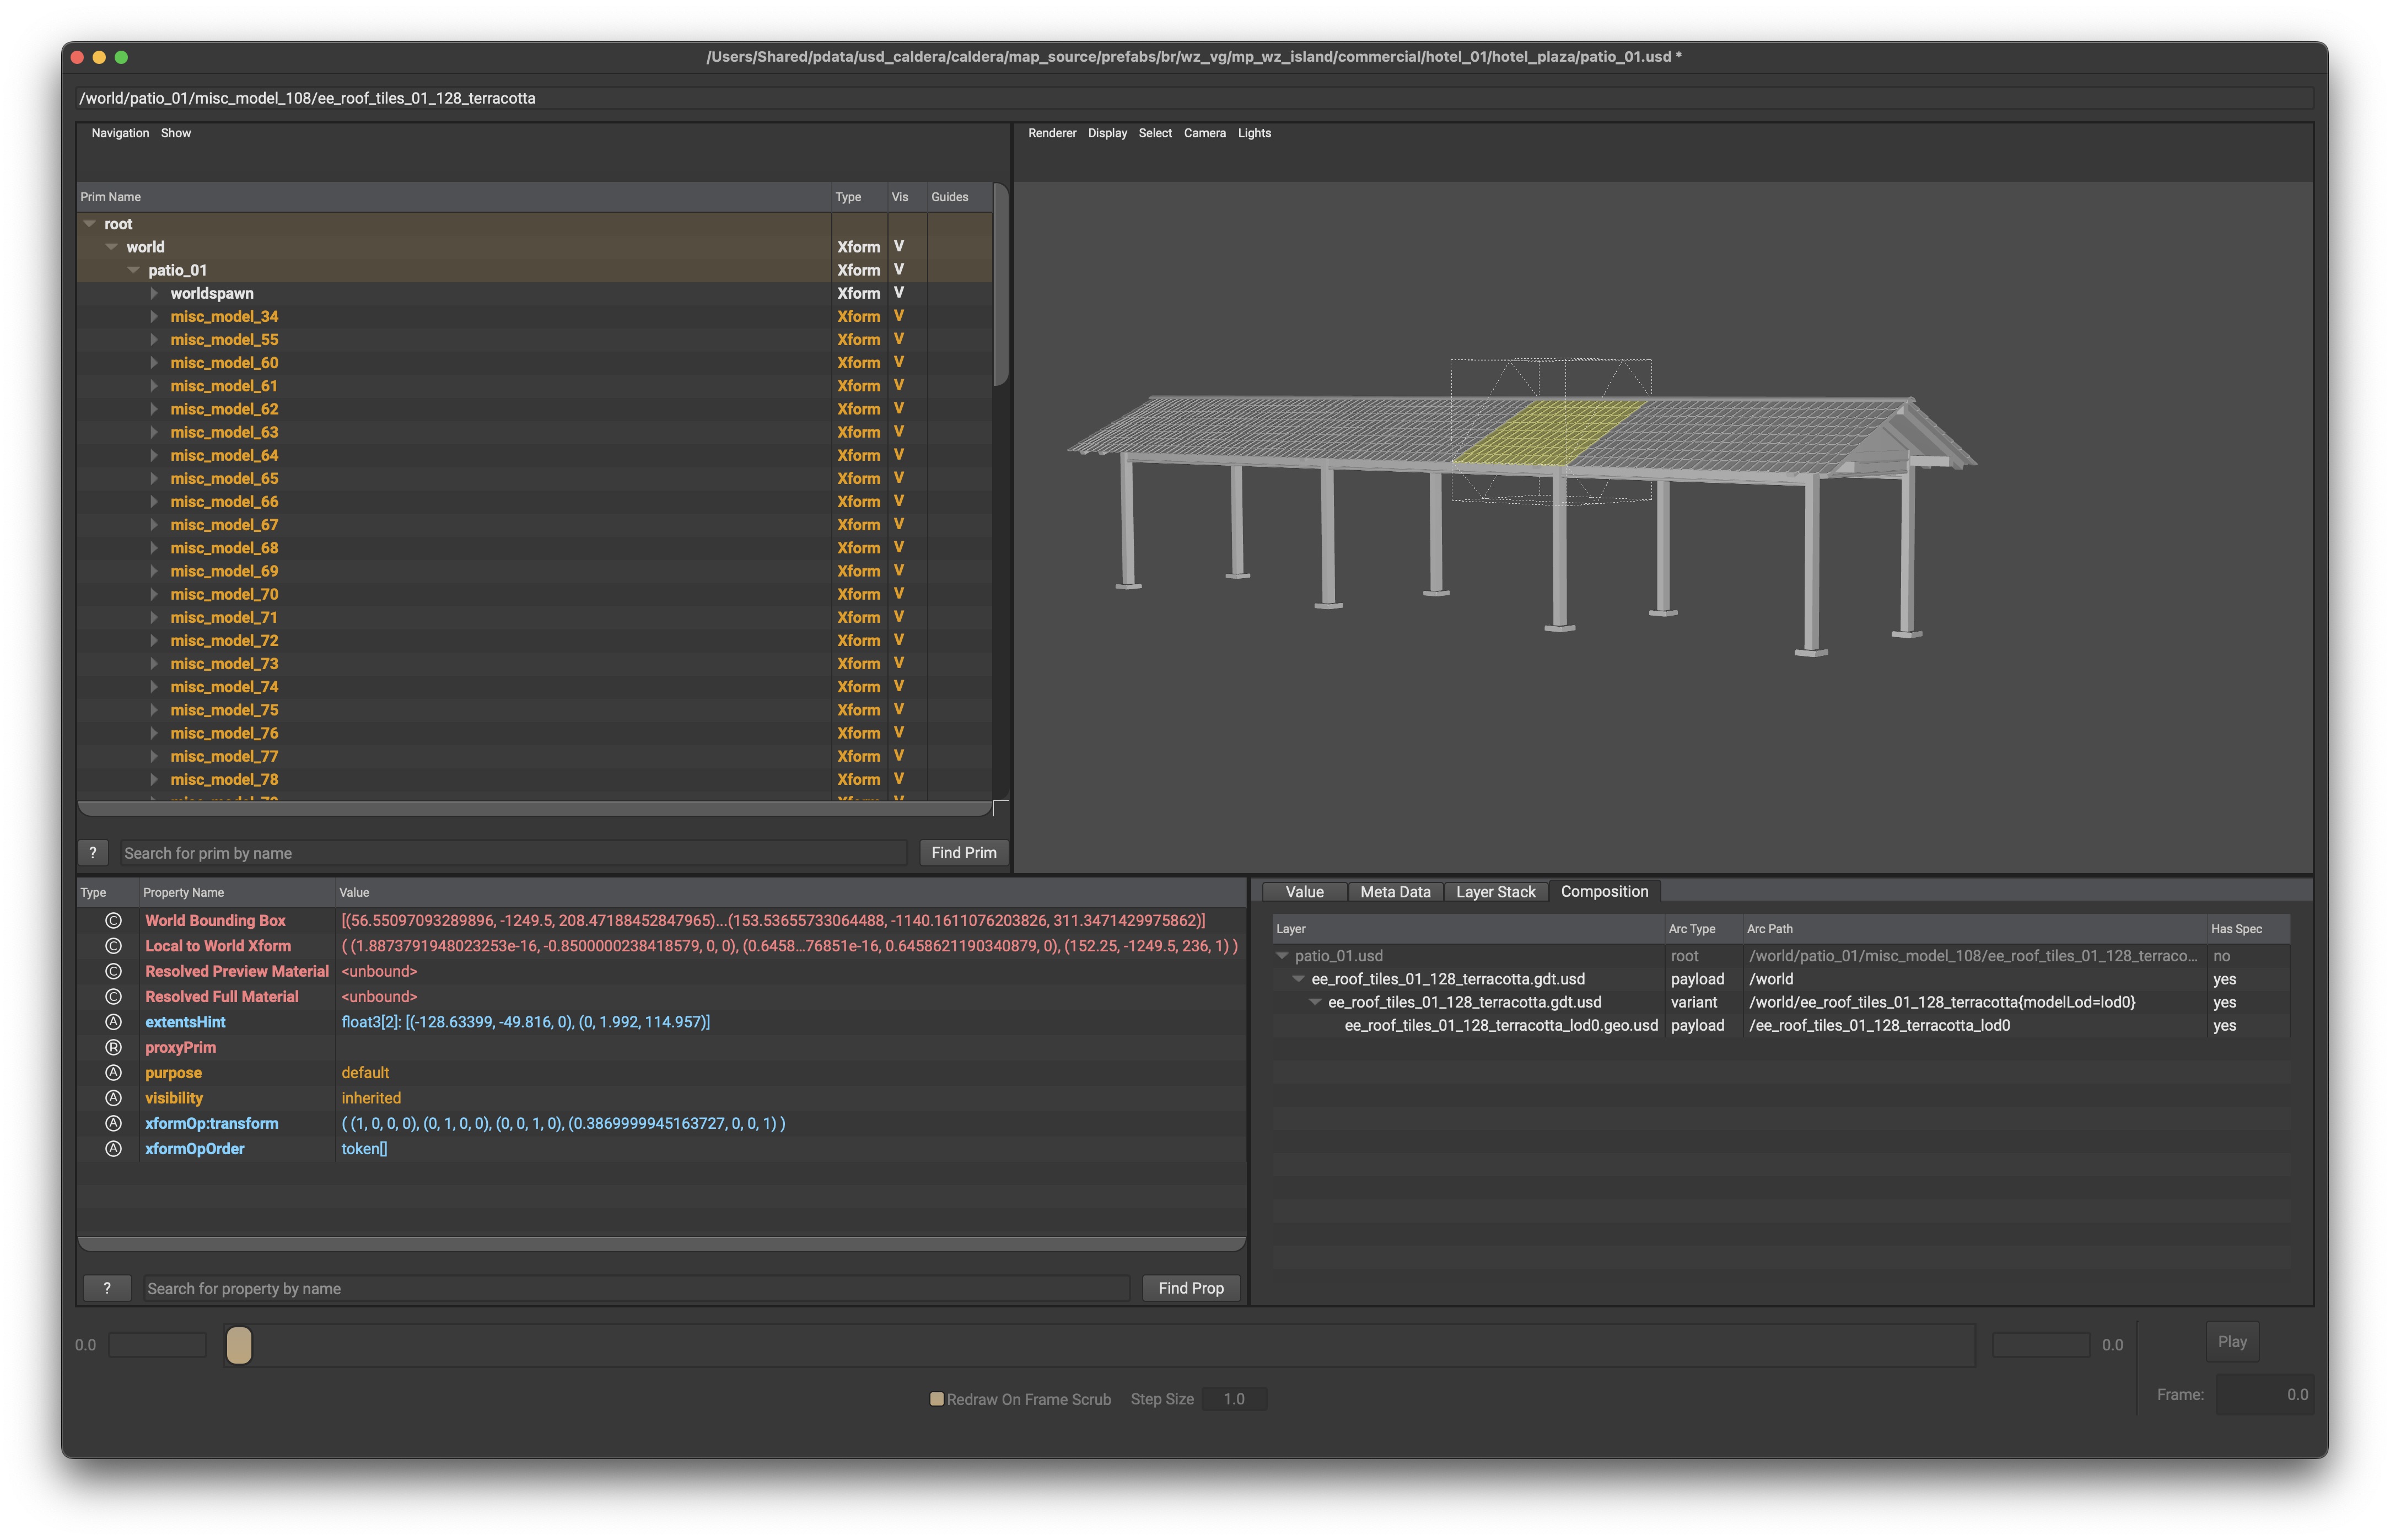 /Users/Shared/pdata/usd_caldera/caldera/map_source/prefabs/br/wz_vg/mp_wz_island/commercial/hotel_01/hotel_plaza/patio_01.usd *
/world/patio_01/misc_model_108/ee_roof_tiles_01_128_terracotta
Navigation Show
Prim Name Type Vis Guides
root
world Xform V
patio_01 Xform V
worldspawn Xform V
misc_model_34 Xform V
misc_model_55 Xform V
misc_model_60 Xform V
misc_model_61 Xform V
misc_model_62 Xform V
misc_model_63 Xform V
misc_model_64 Xform V
misc_model_65 Xform V
misc_model_66 Xform V
misc_model_67 Xform V
misc_model_68 Xform V
misc_model_69 Xform V
misc_model_70 Xform V
misc_model_71 Xform V
misc_model_72 Xform V
misc_model_73 Xform V
misc_model_74 Xform V
misc_model_75 Xform V
misc_model_76 Xform V
misc_model_77 Xform V
misc_model_78 Xform V
? Search for prim by name Find Prim
Renderer Display Select Camera Lights
Type Property Name Value
C World Bounding Box [(56.55097093289896, -1249.5, 208.47188452847965)...(153.53655733064488, -1140.1611076203826, 311.3471429975862)]
C Local to World Xform ( (1.8873791948023253e-16, -0.8500000238418579, 0, 0), (0.6458...76851e-16, 0.6458621190340879, 0), (152.25, -1249.5, 236, 1) )
C Resolved Preview Material <unbound>
C Resolved Full Material <unbound>
A extentsHint float3[2]: [(-128.63399, -49.816, 0), (0, 1.992, 114.957)]
R proxyPrim
A purpose default
A visibility inherited
A xformOp:transform ( (1, 0, 0, 0), (0, 1, 0, 0), (0, 0, 1, 0), (0.3869999945163727, 0, 0, 1) )
A xformOpOrder token[]
? Search for property by name Find Prop
Value Meta Data Layer Stack Composition
Layer Arc Type Arc Path Has Spec
patio_01.usd root /world/patio_01/misc_model_108/ee_roof_tiles_01_128_terraco... no
ee_roof_tiles_01_128_terracotta.gdt.usd payload /world yes
ee_roof_tiles_01_128_terracotta.gdt.usd variant /world/ee_roof_tiles_01_128_terracotta{modelLod=lod0} yes
ee_roof_tiles_01_128_terracotta_lod0.geo.usd payload /ee_roof_tiles_01_128_terracotta_lod0 yes
0.0 0.0 Play
Redraw On Frame Scrub Step Size 1.0 Frame: 0.0